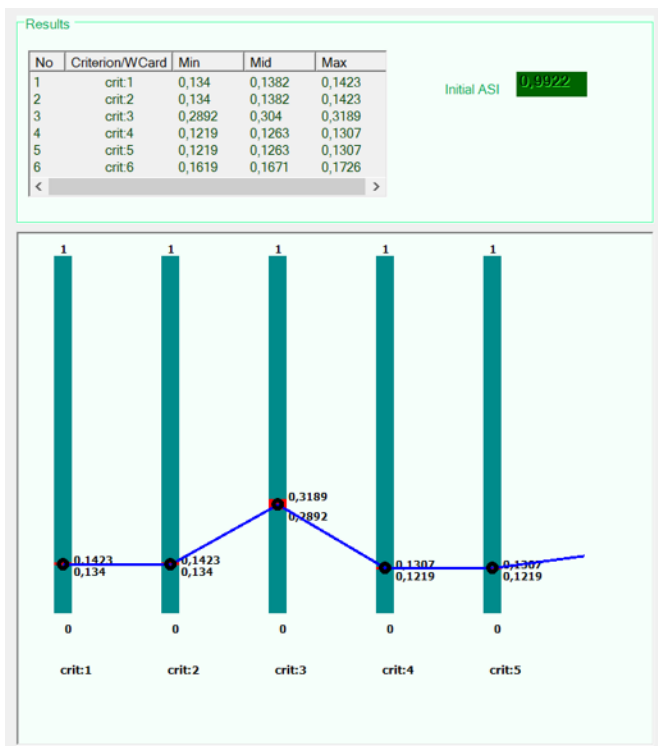 Results
No Criterion/WCard Min Mid Max
1 crit:1 0,134 0,1382 0,1423
2 crit:2 0,134 0,1382 0,1423
3 crit:3 0,2892 0,304 0,3189
4 crit:4 0,1219 0,1263 0,1307
5 crit:5 0,1219 0,1263 0,1307
6 crit:6 0,1619 0,1671 0,1726
Initial ASI 0,9922
1 1 1 1 1
0,3189
0,2892
0,1423 0,1423 0,1307 0,1307
0,134 0,134 0,1219 0,1219
0 0 0 0 0
crit:1 crit:2 crit:3 crit:4 crit:5